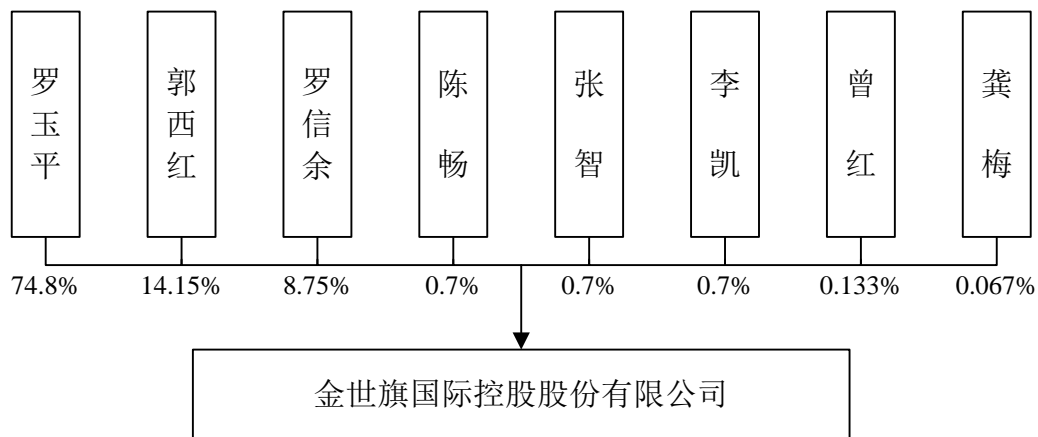 罗玉平
郭西红
罗信余
陈畅
张智
李凯
曾红
龚梅
74.8%
14.15%
8.75%
0.7%
0.7%
0.7%
0.133%
0.067%
金世旗国际控股股份有限公司